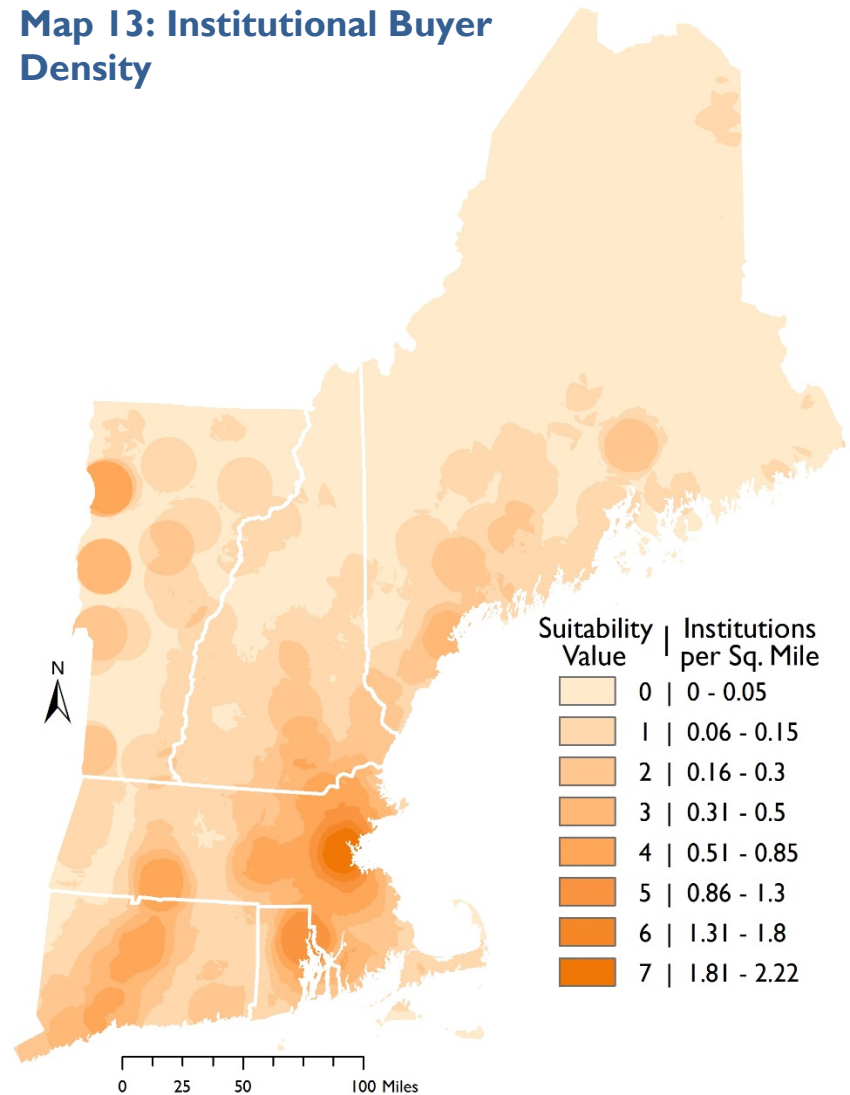 Map 13: Institutional Buyer
Density
N
Suitability | Institutions
Value per Sq. Mile
0 | 0 - 0.05
1 | 0.06 - 0.15
2 | 0.16 - 0.3
3 | 0.31 - 0.5
4 | 0.51 - 0.85
5 | 0.86 - 1.3
6 | 1.31 - 1.8
7 | 1.81 - 2.22
0 25 50 100 Miles